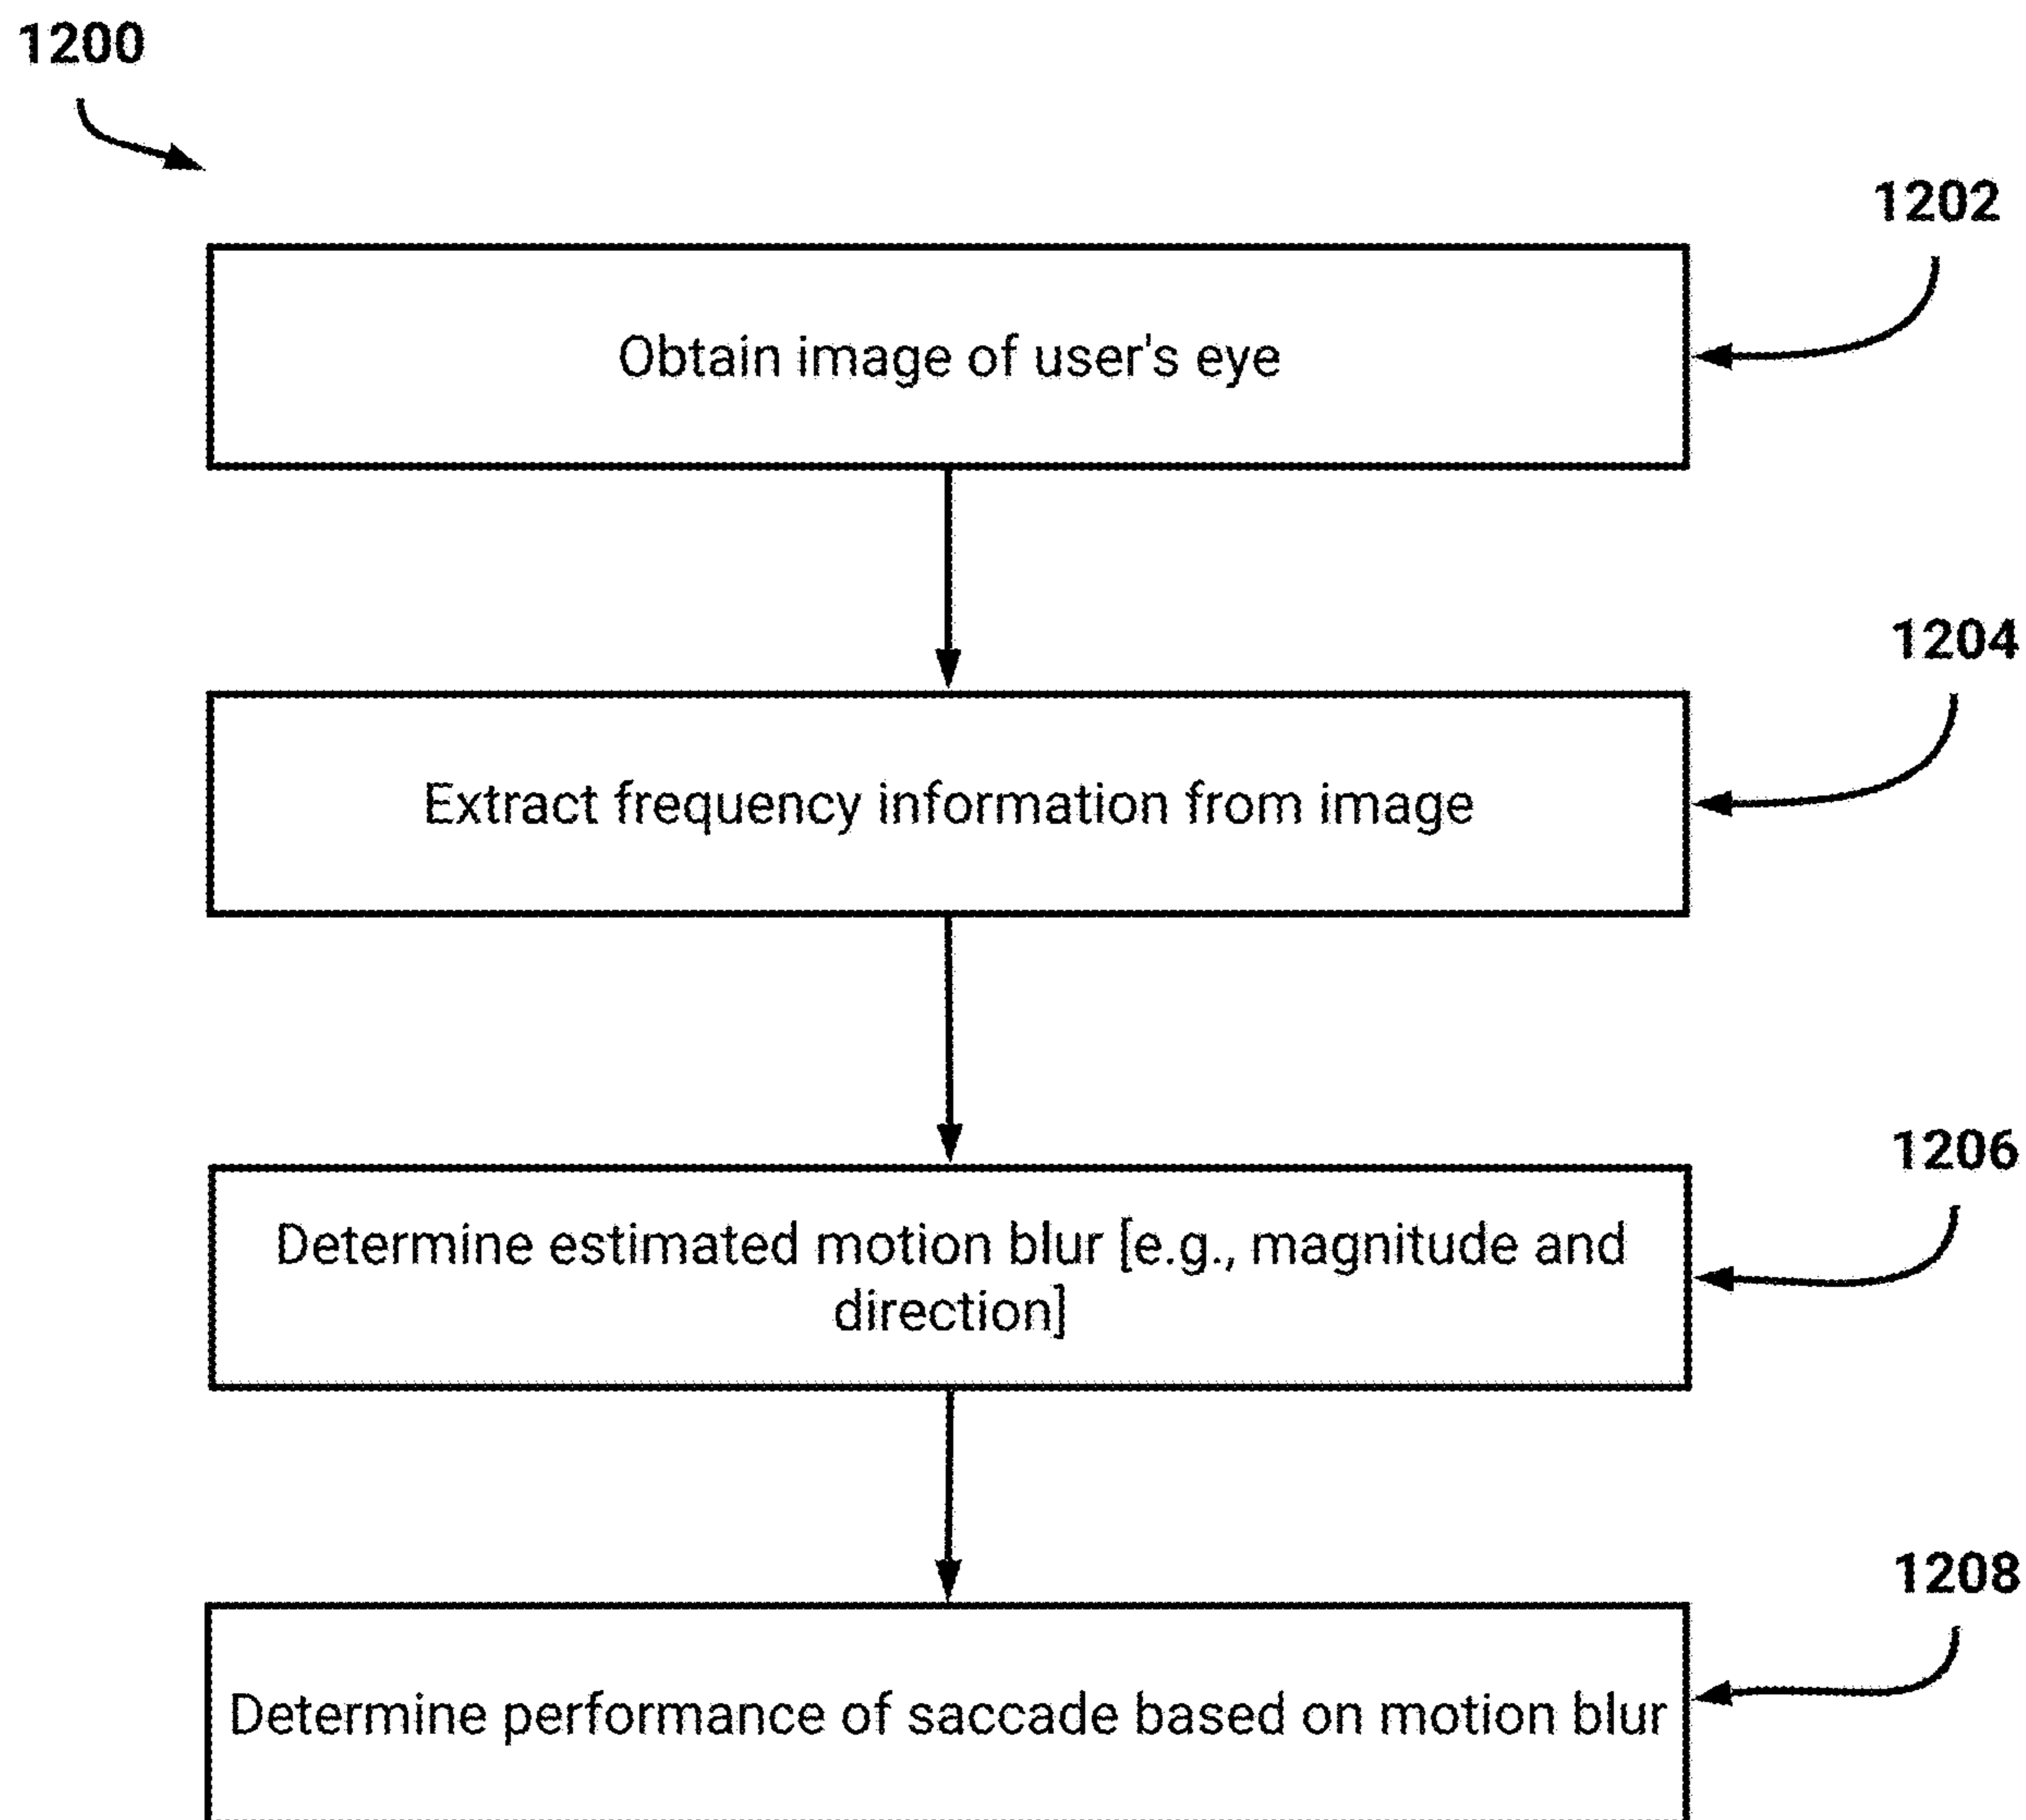 1200
1202
Obtain image of user's eye
1204
Extract frequency information from image
1206
Determine estimated motion blur [e.g., magnitude and
direction]
1208
Determine performance of saccade based on motion blur